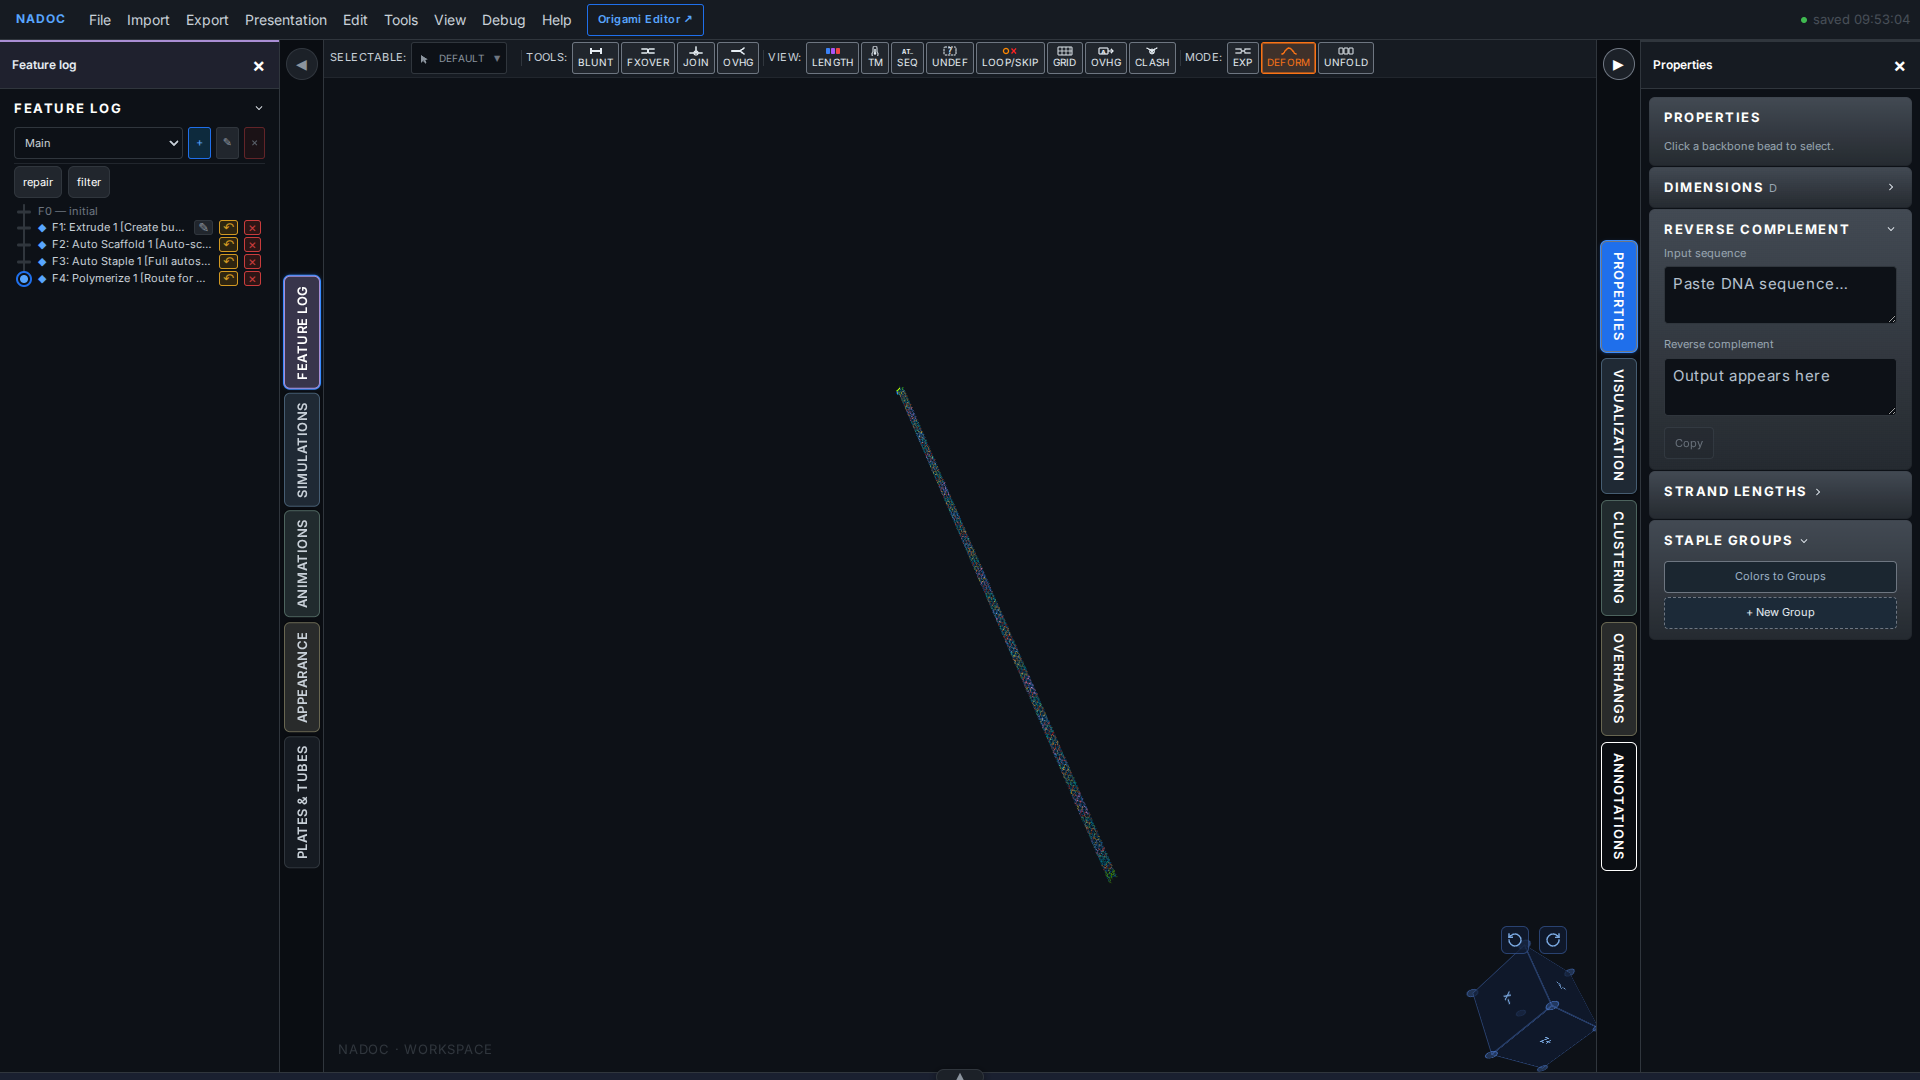 NADOC File Import Export Presentation Edit Tools View Debug Help Origami Editor ↗ saved 09:53:04
Feature log ×
FEATURE LOG
Main + ✎ ×
repair filter
F0 — initial
F1: Extrude 1 [Create bu...
F2: Auto Scaffold 1 [Auto-sc...
F3: Auto Staple 1 [Full autos...
F4: Polymerize 1 [Route for ...
FEATURE LOG
SIMULATIONS
ANIMATIONS
APPEARANCE
PLATES & TUBES
SELECTABLE: DEFAULT TOOLS: BLUNT FXOVER JOIN OVHG VIEW: LENGTH TM SEQ UNDEF LOOP/SKIP GRID OVHG CLASH MODE: EXP DEFORM UNFOLD
NADOC · WORKSPACE
PROPERTIES
VISUALIZATION
CLUSTERING
OVERHANGS
ANNOTATIONS
Properties ×
PROPERTIES
Click a backbone bead to select.
DIMENSIONS D
REVERSE COMPLEMENT
Input sequence
Paste DNA sequence...
Reverse complement
Output appears here
Copy
STRAND LENGTHS
STAPLE GROUPS
Colors to Groups
+ New Group